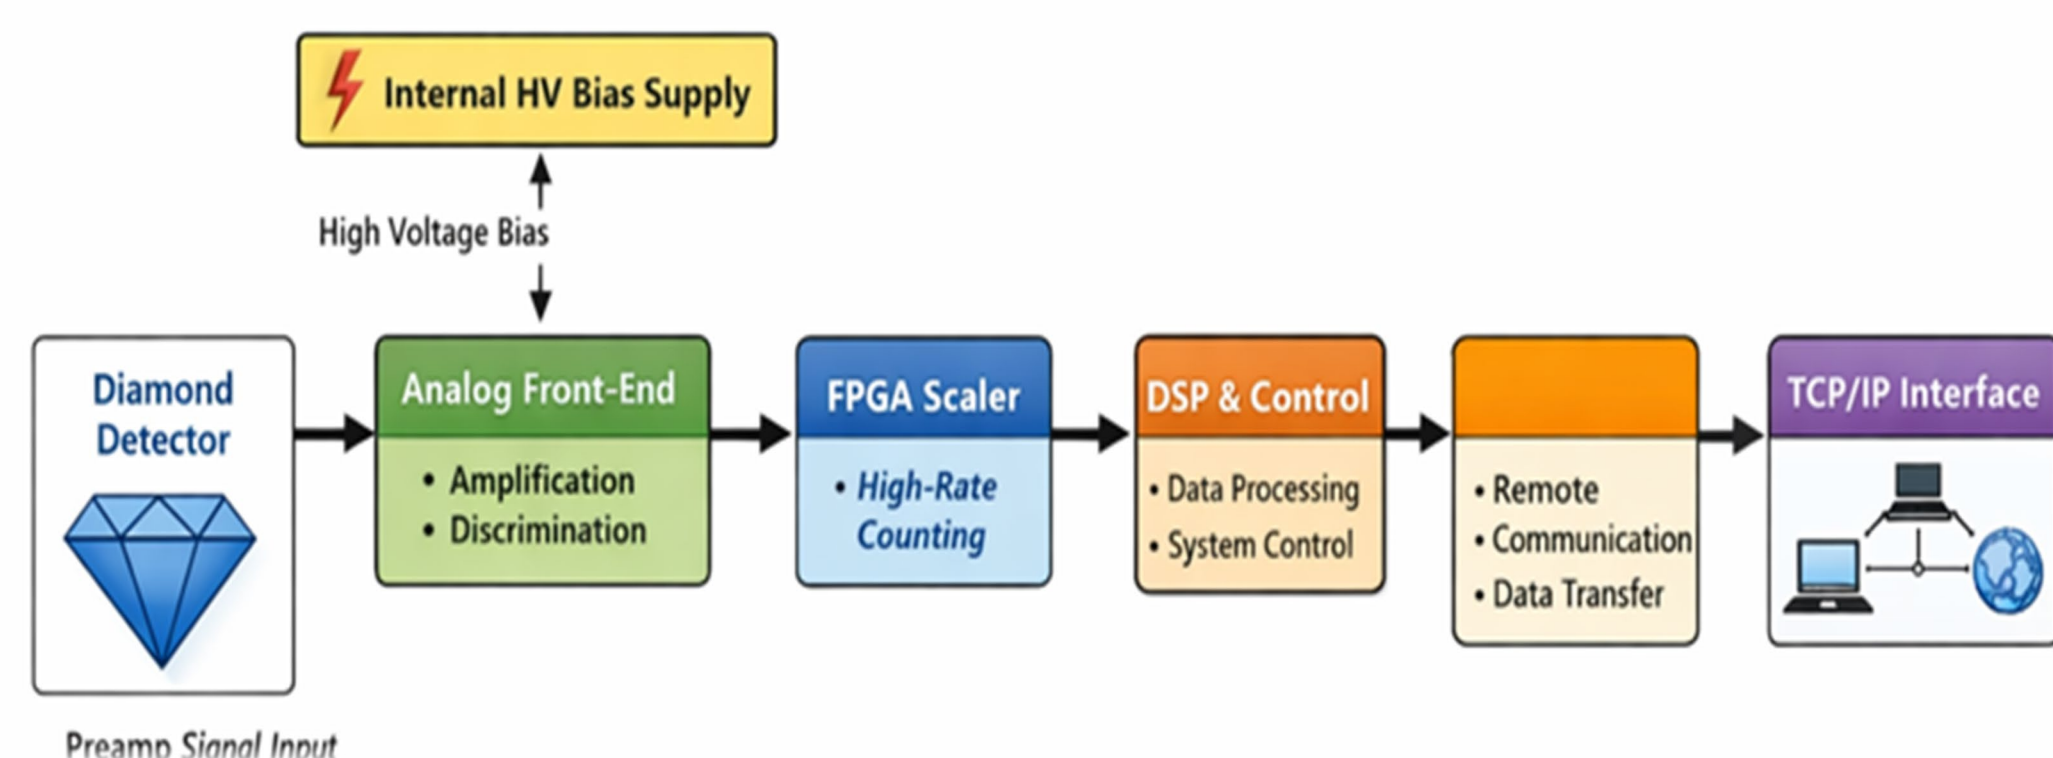 Internal HV Bias Supply
High Voltage Bias
Diamond
Detector
Preamp Signal Input
Analog Front-End
• Amplification
• Discrimination
FPGA Scaler
• High-Rate
Counting
DSP & Control
• Data Processing
• System Control
• Remote
• Communication
• Data Transfer
TCP/IP Interface